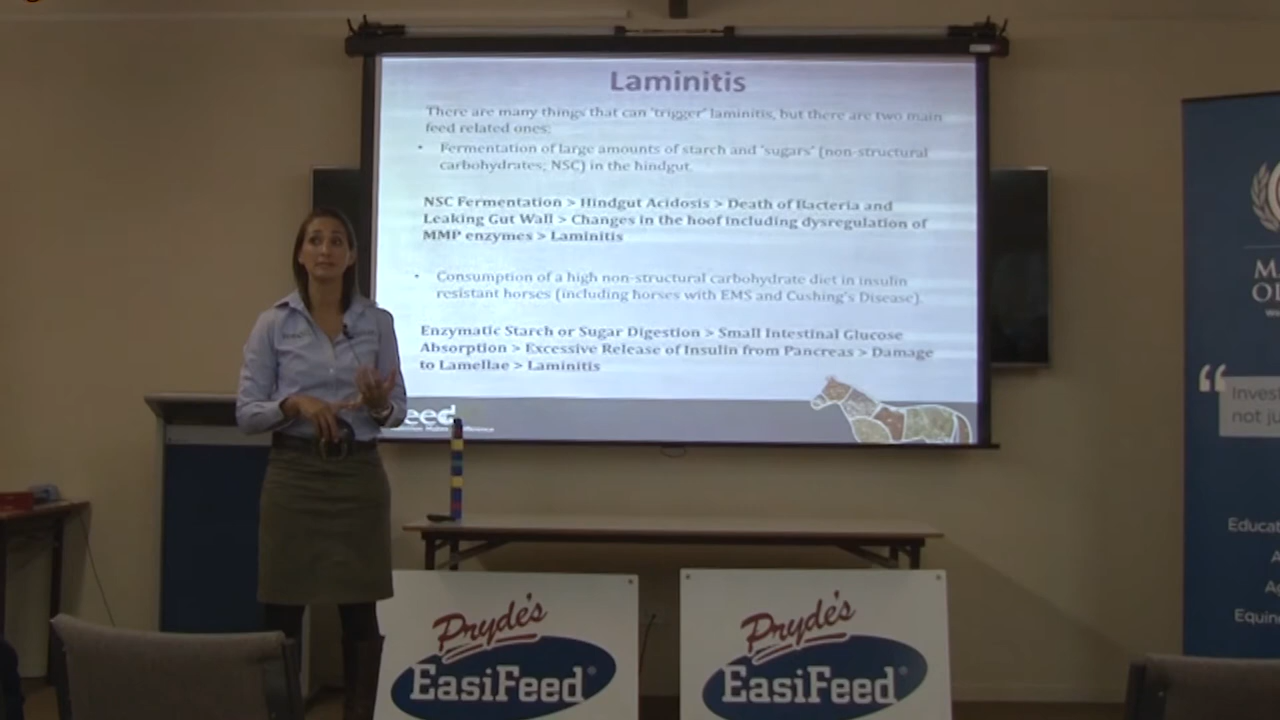 Laminitis
There are many things that can 'trigger' laminitis, but there are two main
feed related ones:
• Fermentation of large amounts of starch and 'sugars' (non-structural
carbohydrates; NSC) in the hindgut.
NSC Fermentation > Hindgut Acidosis > Death of Bacteria and
Leaking Gut Wall > Changes in the hoof including dysregulation of
MMP enzymes > Laminitis
• Consumption of a high non-structural carbohydrate diet in insulin
resistant horses (including horses with EMS and Cushing's Disease).
Enzymatic Starch or Sugar Digestion > Small Intestinal Glucose
Absorption > Excessive Release of Insulin from Pancreas > Damage
to Lamellae > Laminitis
eed
Pryde's
EasiFeed®
Pryde's
EasiFeed®
“
Inves
not ju
Educat
Equin